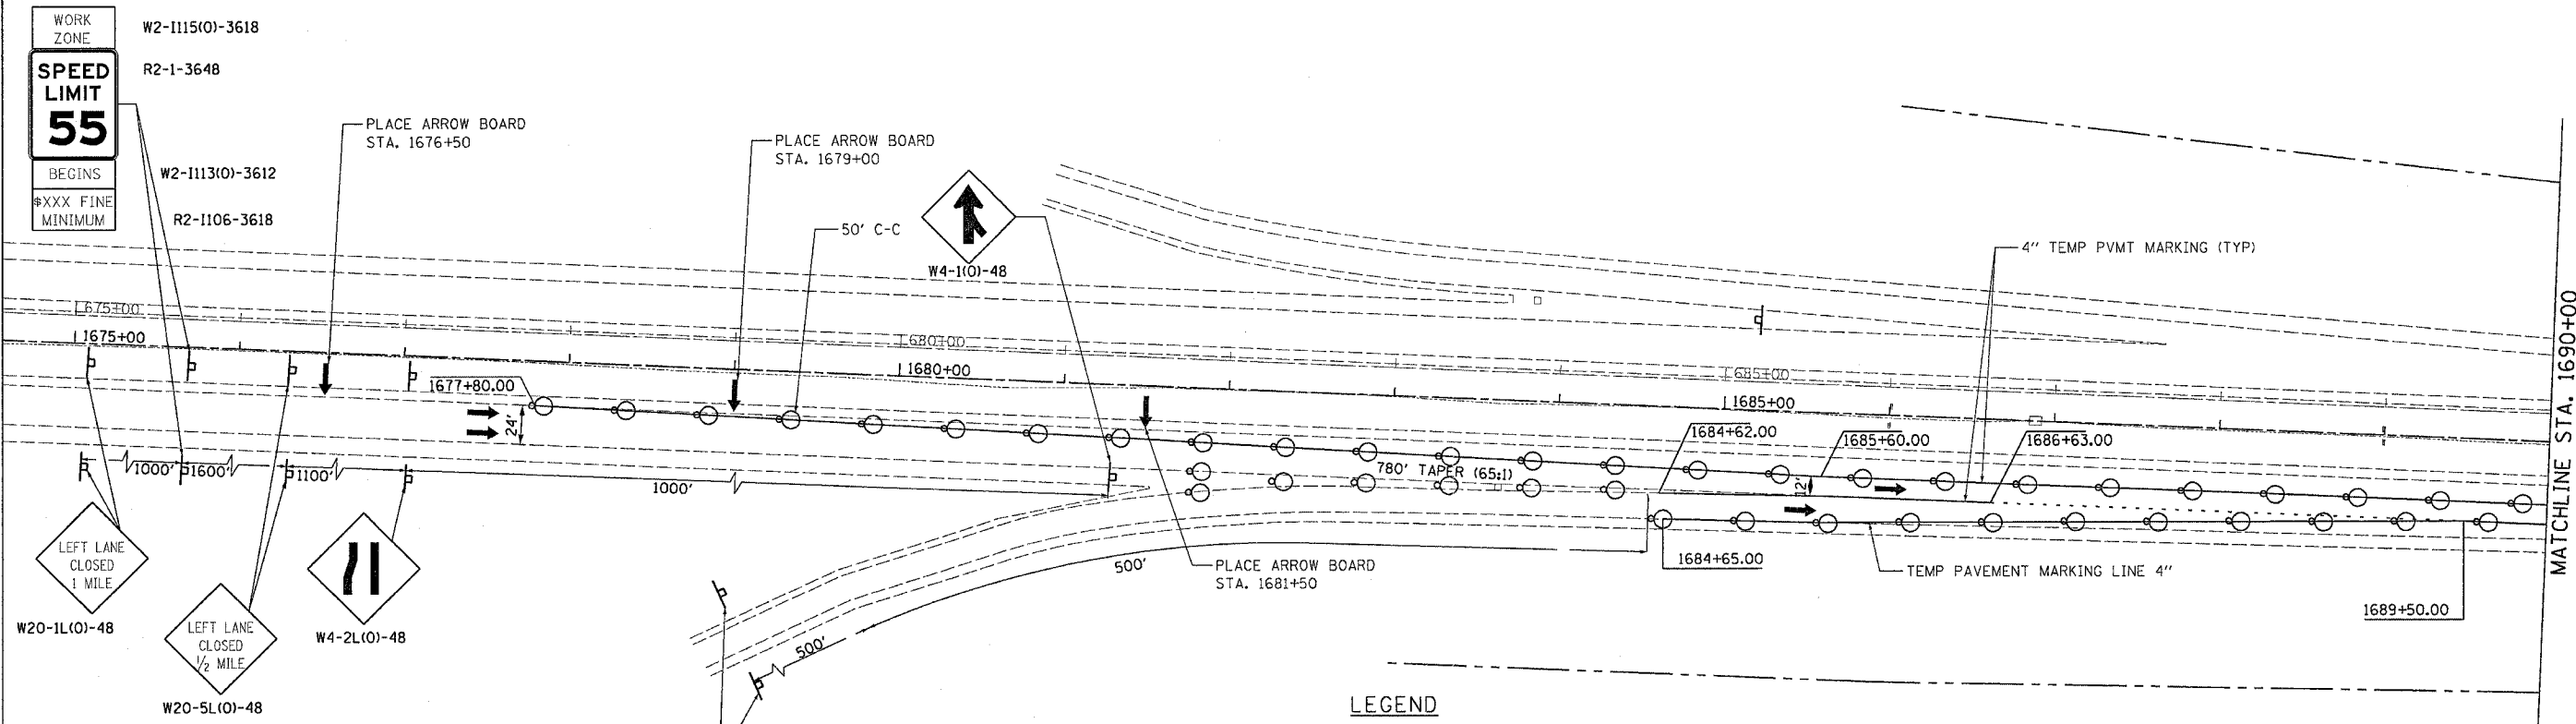 WORK
ZONE
W2-I115(O)-3618
SPEED
LIMIT
55
R2-1-3648
BEGINS
W2-I113(O)-3612
$XXX FINE
MINIMUM
R2-I106-3618
PLACE ARROW BOARD
STA. 1676+50
PLACE ARROW BOARD
STA. 1679+00
50' C-C
W4-1(O)-48
4" TEMP PVMT MARKING (TYP)
1675+00
1675+00
1680+00
1680+00
1685+00
1685+00
1677+80.00
24'
1000'
1600'
1100'
1000'
780' TAPER (65:1)
1684+62.00
1685+60.00
1686+63.00
12'
LEFT LANE
CLOSED
1 MILE
W20-1L(O)-48
LEFT LANE
CLOSED
1/2 MILE
W20-5L(O)-48
W4-2L(O)-48
500'
500'
PLACE ARROW BOARD
STA. 1681+50
1684+65.00
TEMP PAVEMENT MARKING LINE 4"
1689+50.00
MATCHLINE STA. 1690+00
LEGEND